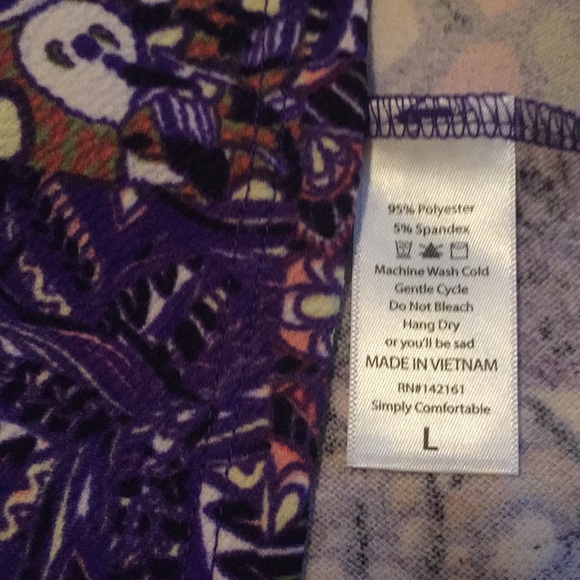 95% Polyester
5% Spandex
Machine Wash Cold
Gentle Cycle
Do Not Bleach
Hang Dry
or you'll be sad
MADE IN VIETNAM
RN#142161
Simply Comfortable
L